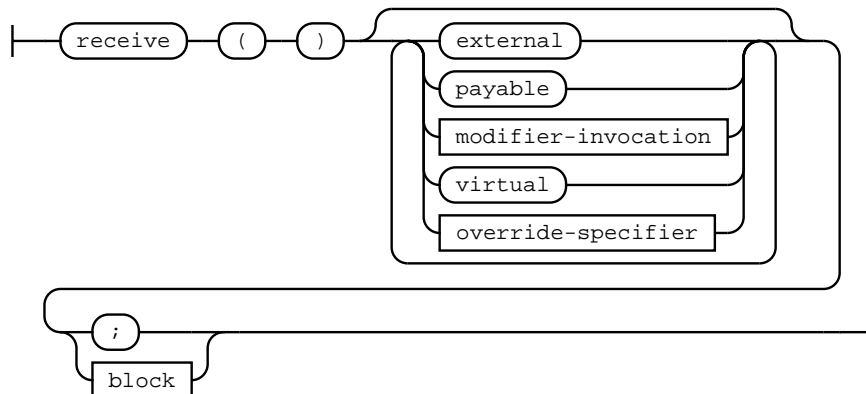 receive ( ) external
payable
modifier-invocation
virtual
override-specifier
;
block